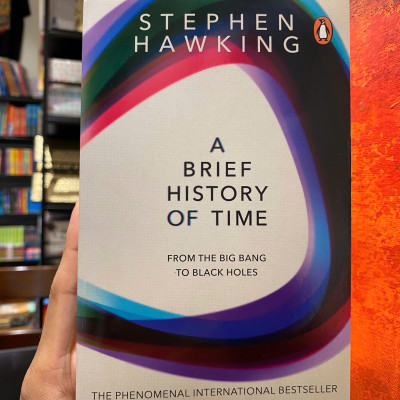 STEPHEN
HAWKING
A
BRIEF
HISTORY
OF TIME
FROM THE BIG BANG
TO BLACK HOLES
THE PHENOMENAL INTERNATIONAL BESTSELLER